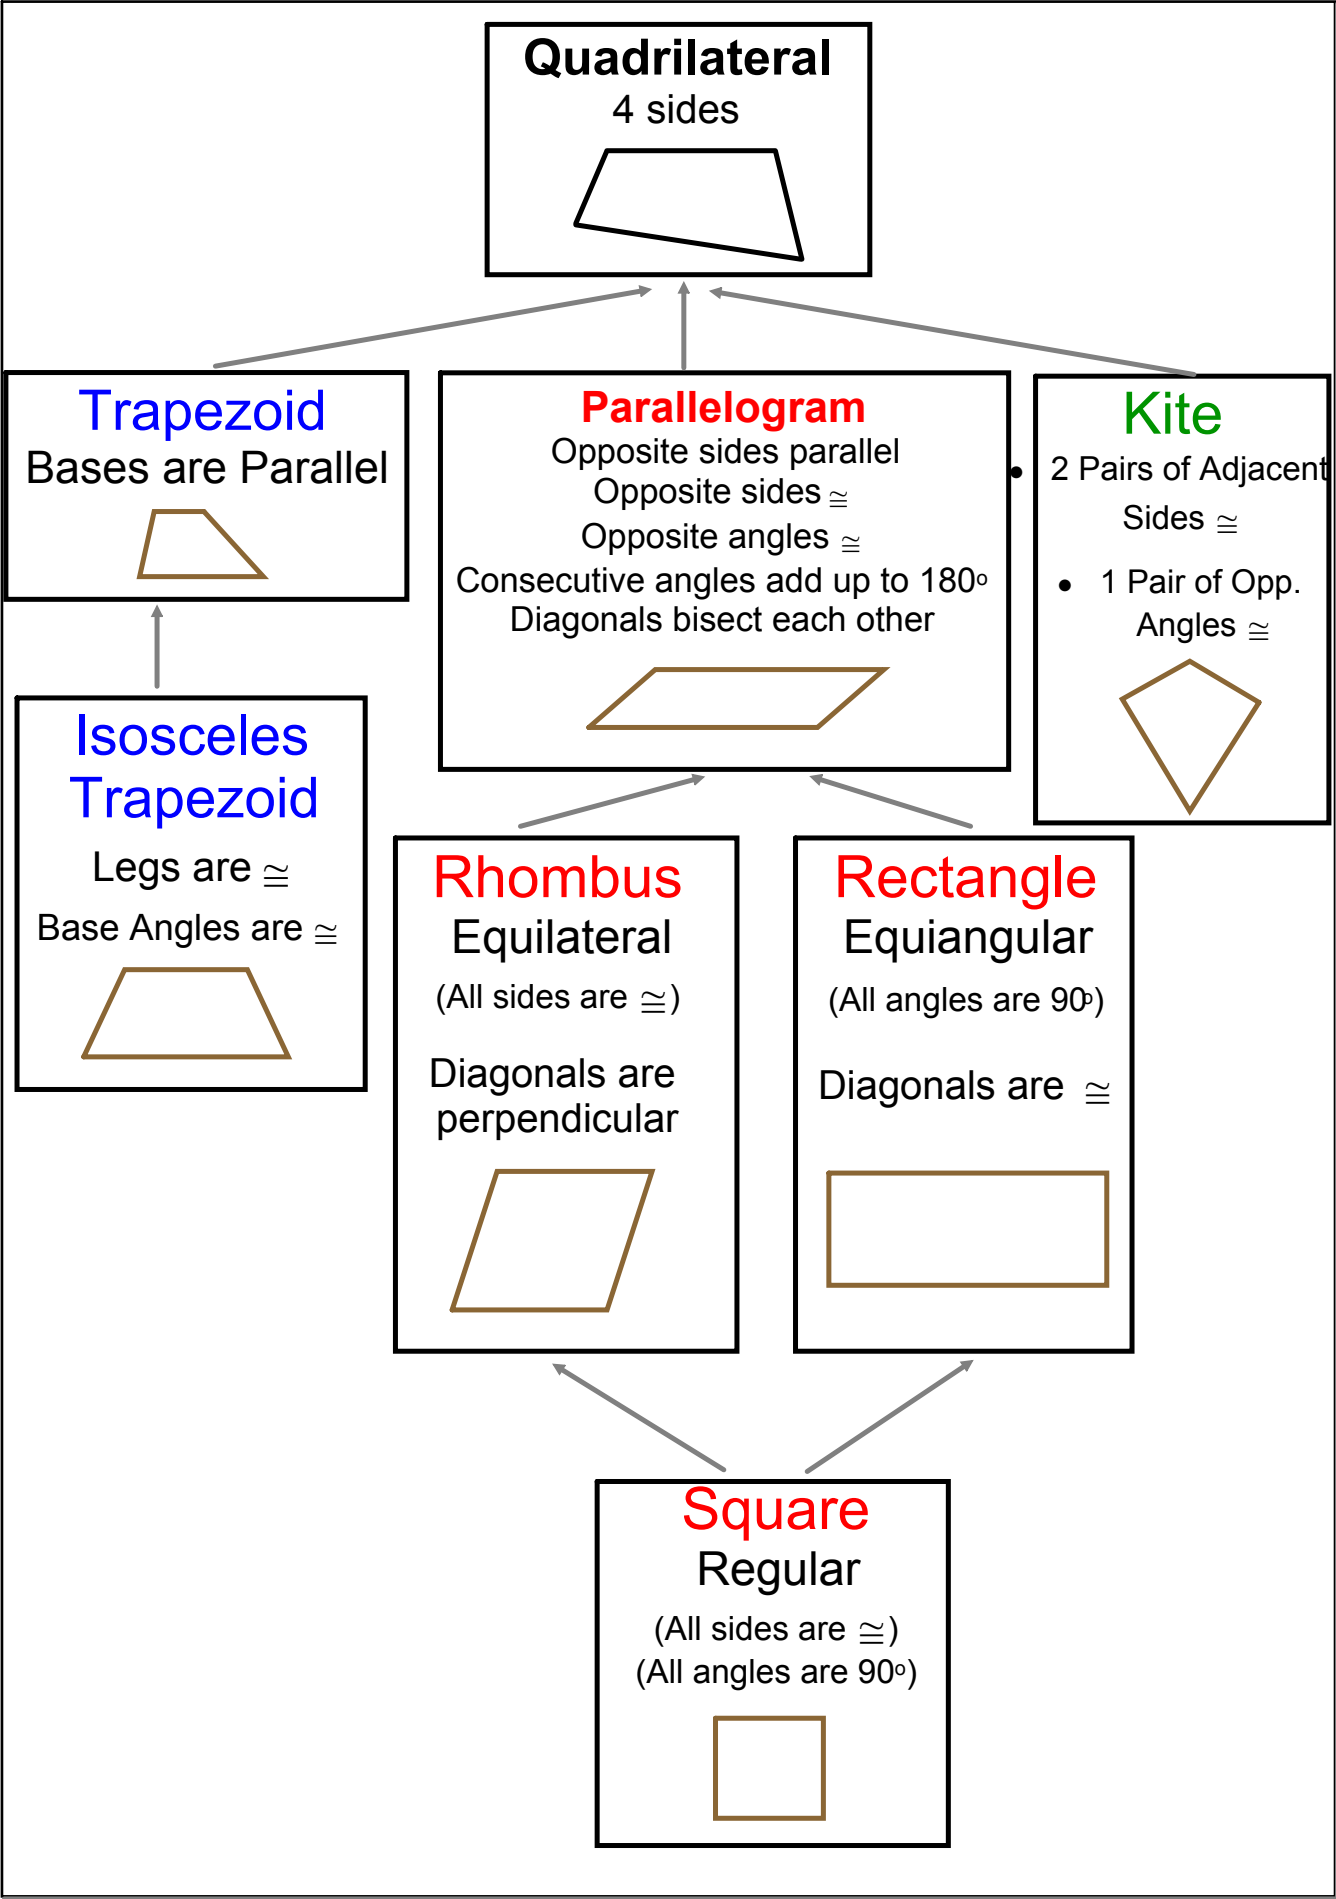 Quadrilateral
4 sides
Trapezoid
Bases are Parallel
Parallelogram
Opposite sides parallel
Opposite sides ≅
Opposite angles ≅
Consecutive angles add up to 180º
Diagonals bisect each other
Kite
• 2 Pairs of Adjacent
Sides ≅
• 1 Pair of Opp.
Angles ≅
Isosceles
Trapezoid
Legs are ≅
Base Angles are ≅
Rhombus
Equilateral
(All sides are ≅)
Diagonals are
perpendicular
Rectangle
Equiangular
(All angles are 90º)
Diagonals are ≅
Square
Regular
(All sides are ≅)
(All angles are 90º)